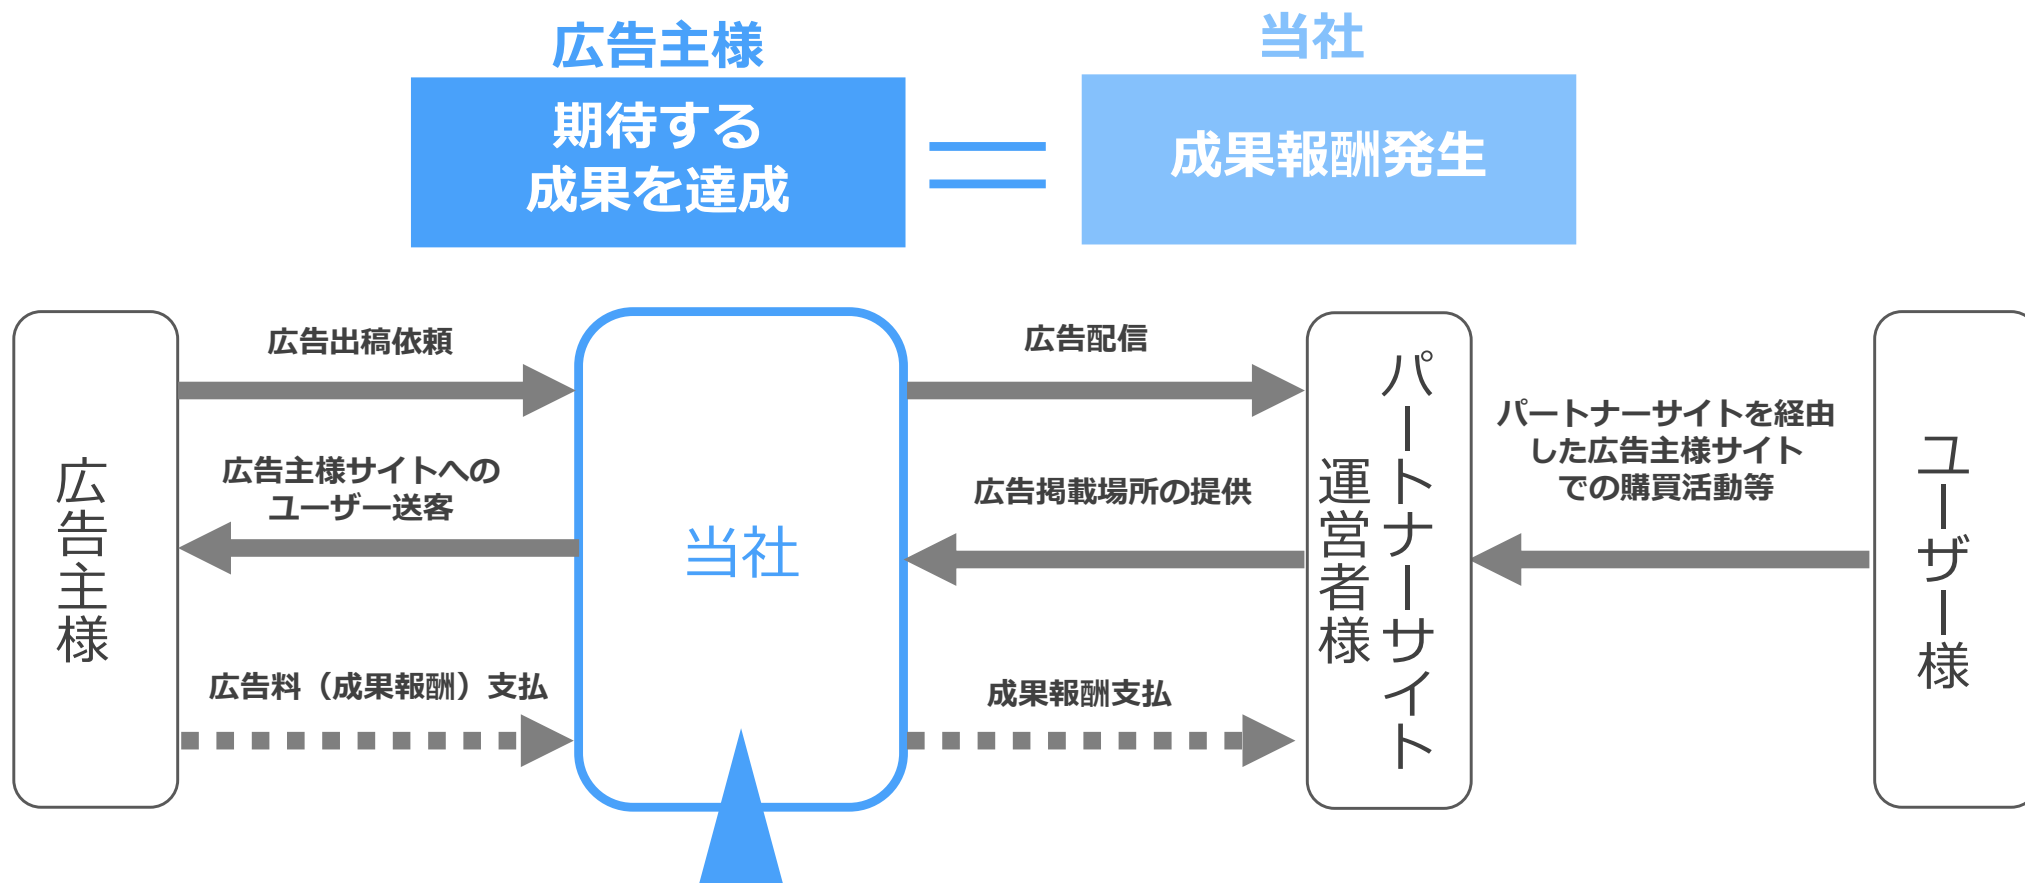 広告主様
当社
期待する
成果を達成
成果報酬発生
広告主様
広告出稿依頼
広告主様サイトへの
ユーザー送客
広告料（成果報酬）支払
当社
広告配信
広告掲載場所の提供
成果報酬支払
パートナーサイト
運営者様
パートナーサイトを経由
した広告主様サイト
での購買活動等
ユーザー様